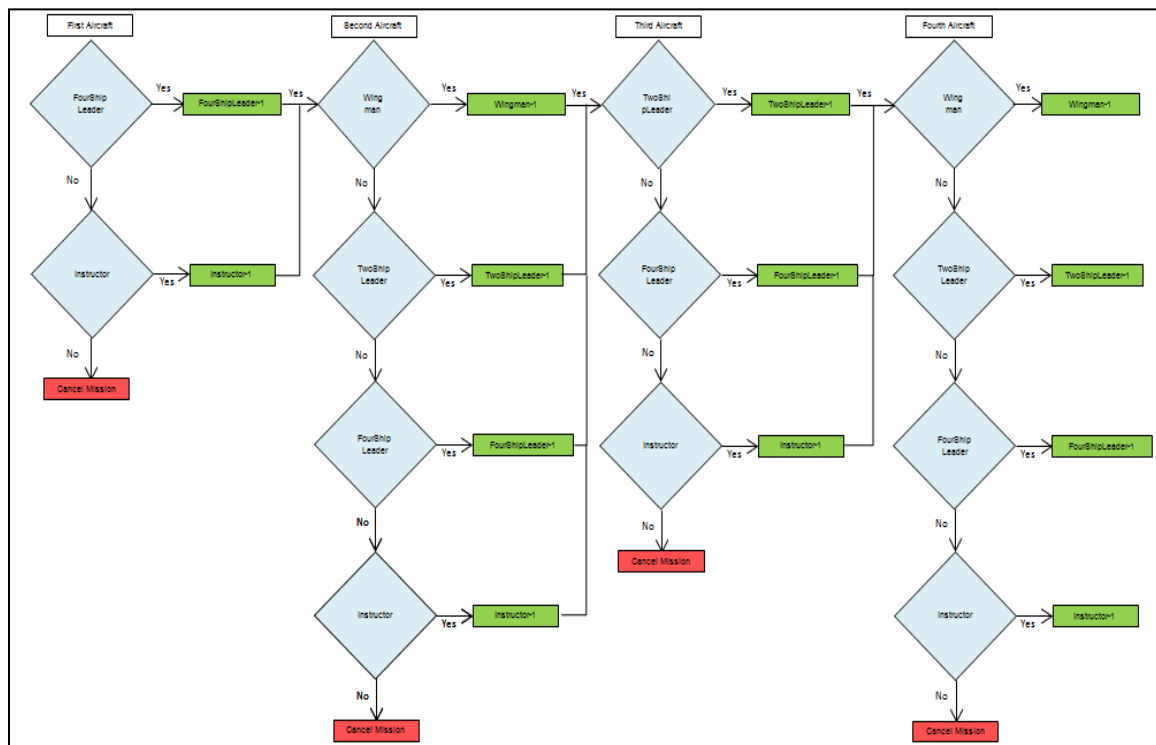 First Aircraft
FourShip
Leader
Yes
FourShipLeader-1
Yes
No
Instructor
Yes
Instructor-1
No
Cancel Mission
Second Aircraft
Wing
man
Yes
Wingman-1
Yes
No
TwoShip
Leader
Yes
TwoShipLeader-1
No
FourShip
Leader
Yes
FourShipLeader-1
No
Instructor
Yes
Instructor-1
No
Cancel Mission
Third Aircraft
TwoShi
pLeader
Yes
TwoShipLeader-1
Yes
No
FourShip
Leader
Yes
FourShipLeader-1
No
Instructor
Yes
Instructor-1
No
Cancel Mission
Fourth Aircraft
Wing
man
Yes
Wingman-1
No
TwoShip
Leader
Yes
TwoShipLeader-1
No
FourShip
Leader
Yes
FourShipLeader-1
No
Instructor
Yes
Instructor-1
No
Cancel Mission